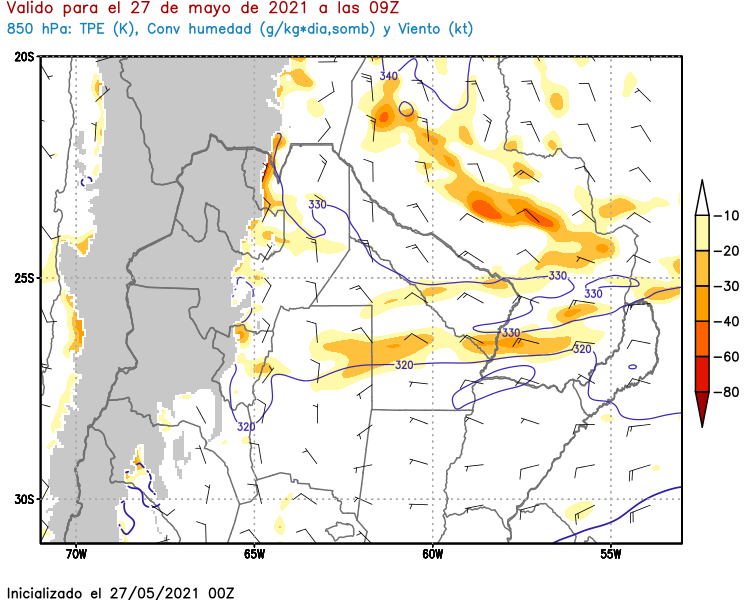 Valido para el 27 de mayo de 2021 a las 09Z
850 hPa: TPE (K), Conv humedad (g/kg*dia,somb) y Viento (kt)
20S
340
330
-10
-20
25S
330
330
-30
-40
330
320
320
-60
-80
320
30S
70W 65W 60W 55W
Inicializado el 27/05/2021 00Z